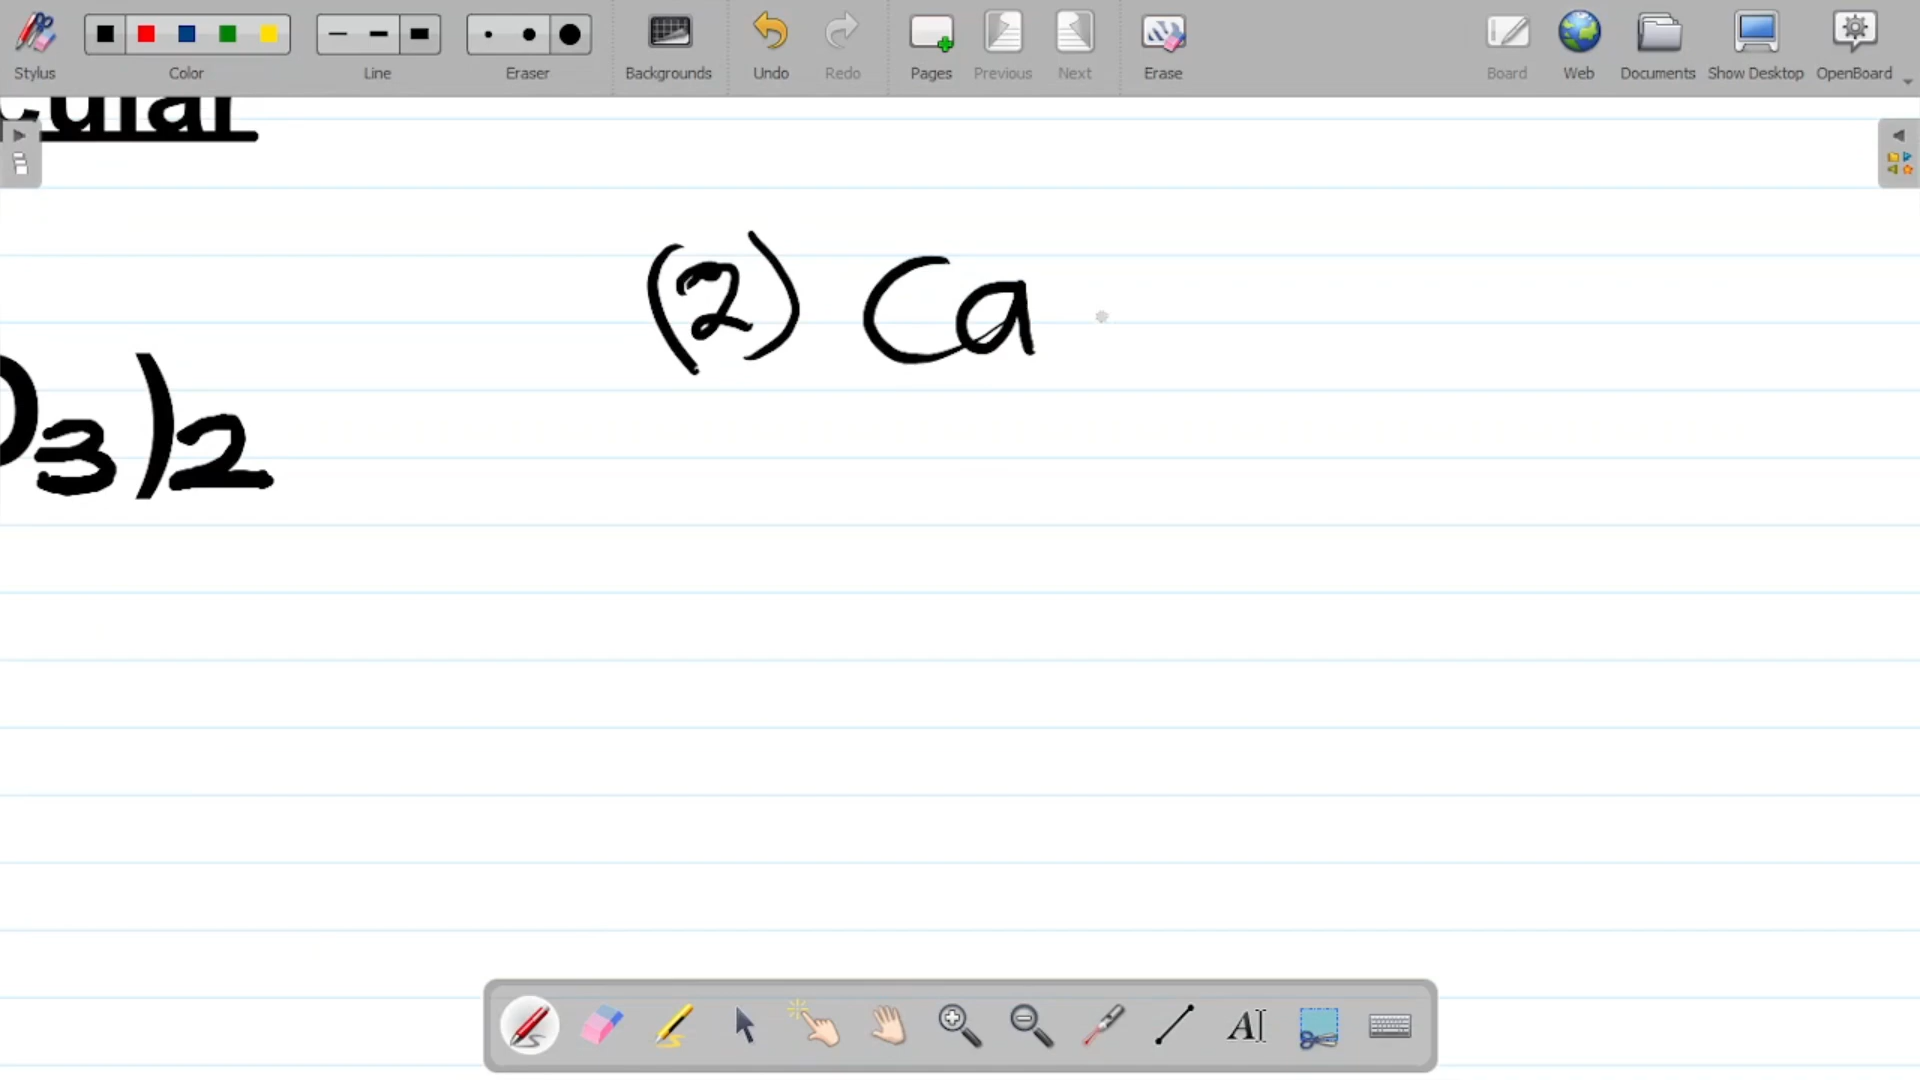 Stylus Color Line Eraser Backgrounds Undo Redo Pages Previous Next Erase Board Web Documents Show Desktop OpenBoard
cular
(2) Ca
3)2